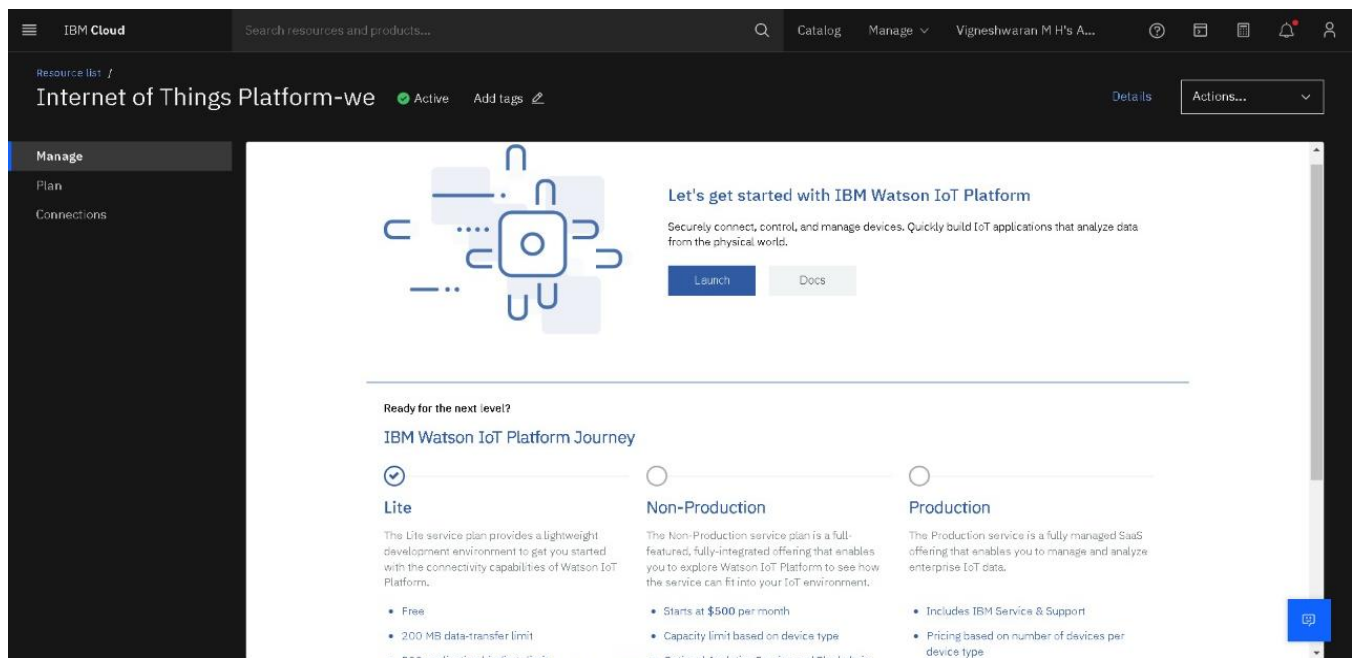 IBM Cloud
Search resources and products...
Catalog
Manage
Vigneshwaran M H's A...
Resource list /
Internet of Things Platform-we
Active
Add tags
Details
Actions...
Manage
Plan
Connections
Let's get started with IBM Watson IoT Platform
Securely connect, control, and manage devices. Quickly build IoT applications that analyze data
from the physical world.
Launch
Docs
Ready for the next level?
IBM Watson IoT Platform Journey
Lite
The Lite service plan provides a lightweight
development environment to get you started
with the connectivity capabilities of Watson IoT
Platform.
• Free
• 200 MB data-transfer limit
Non-Production
The Non-Production service plan is a full-
featured, fully-integrated offering that enables
you to explore Watson IoT Platform to see how
the service can fit into your IoT environment.
• Starts at $500 per month
• Capacity limit based on device type
Production
The Production service is a fully managed SaaS
offering that enables you to manage and analyze
enterprise IoT data.
• Includes IBM Service & Support
• Pricing based on number of devices per
device type